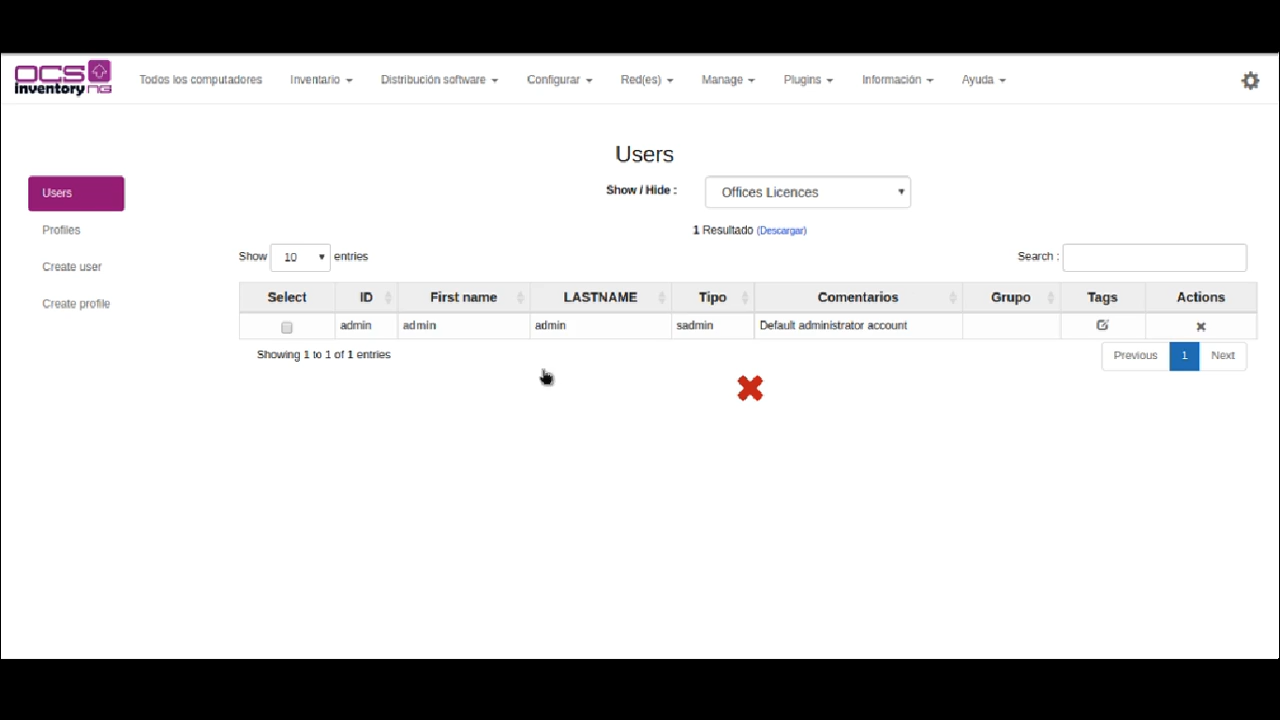 OCS
inventory NG
Todos los computadores Inventario Distribución software Configurar Red(es) Manage Plugins Información Ayuda
Users
Users
Profiles
Create user
Create profile
Show / Hide : Offices Licences
1 Resultado (Descargar)
Show 10 entries Search :
Select ID First name LASTNAME Tipo Comentarios Grupo Tags Actions
admin admin admin sadmin Default administrator account
Showing 1 to 1 of 1 entries Previous 1 Next